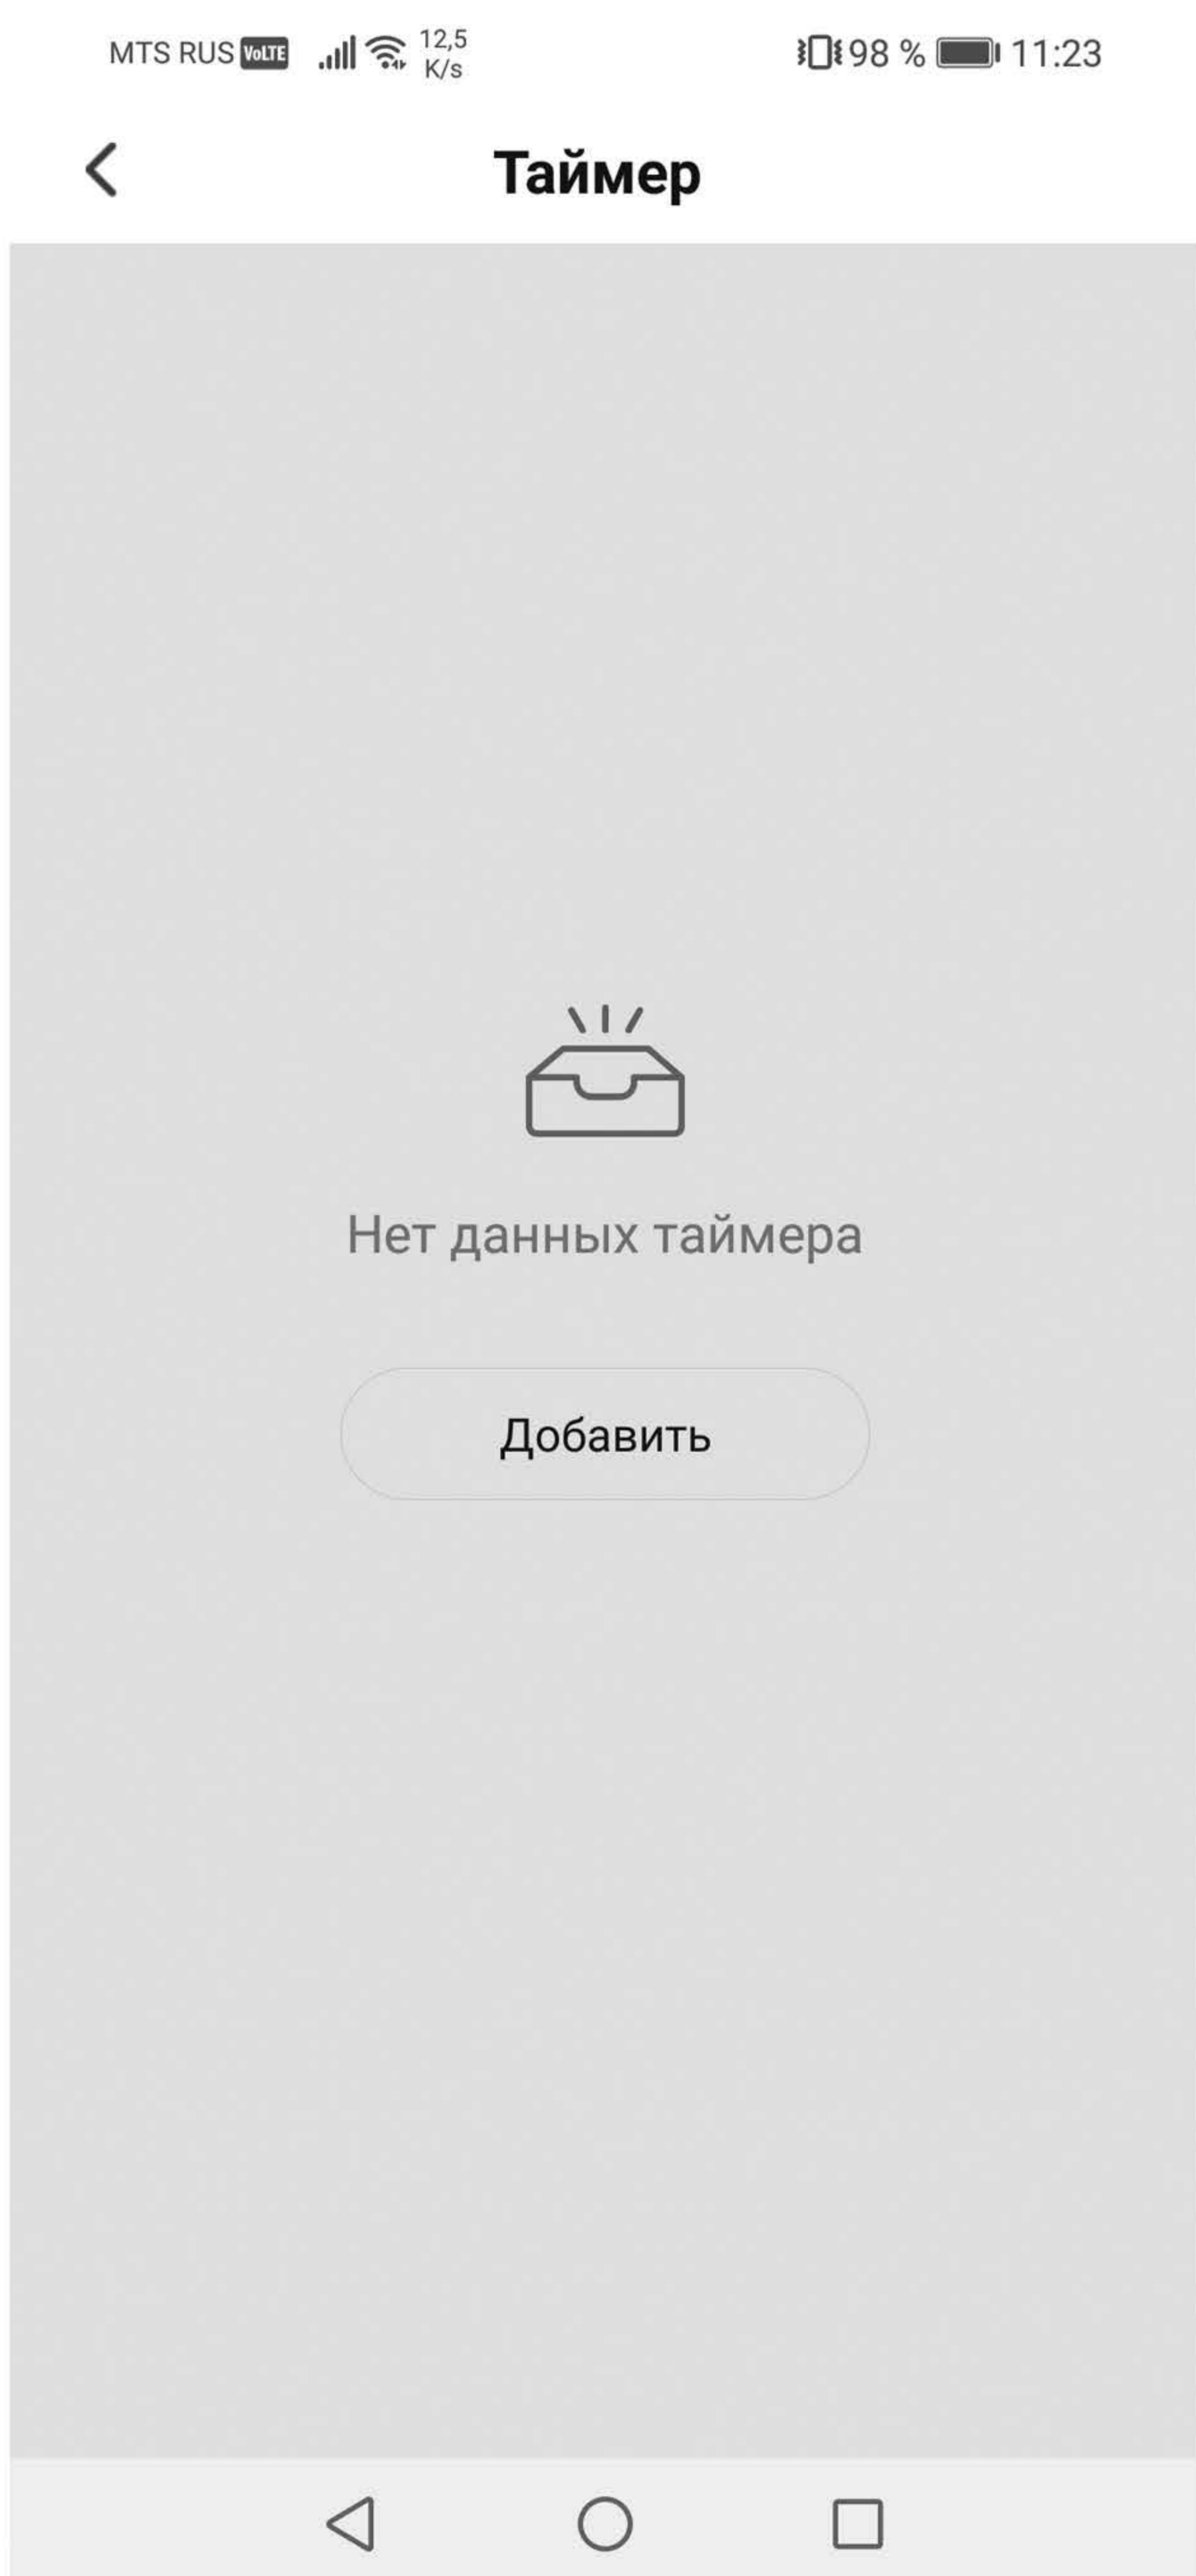 MTS RUS VoLTE 12,5 K/s 98 % 11:23
Таймер
Нет данных таймера
Добавить